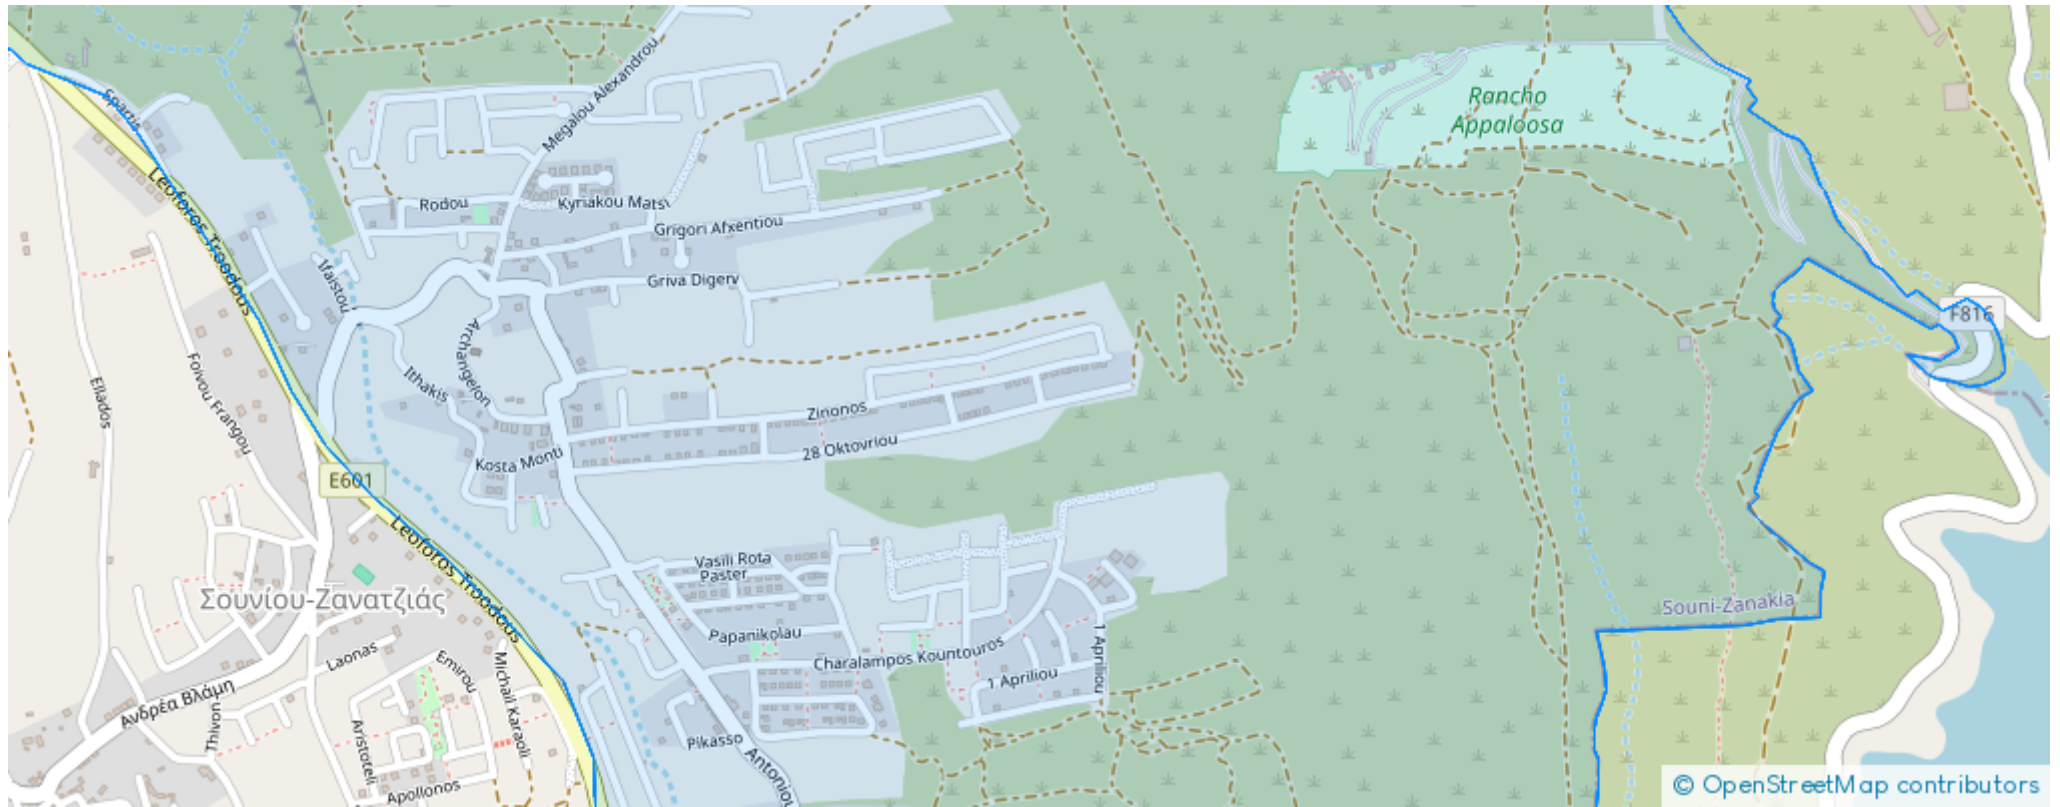 Spartis
Megalou Alexandrou
Rancho
Appaloosa
Leoforos Troodous
Rodou
Kyriakou Mats
Grigori Afxentiou
Ifaistou
Griva Digeni
F816
Archangelon
Foivou Frangou
Ellados
Ithakis
Zinonos
28 Oktovriou
Kosta Monti
E601
Leoforos Troodous
Vasili Rota
Paster
Σουνίου-Ζανατζιάς
Souni-Zanakia
Papanikolau
1 Apriliou
Charalampos Kountouros
Laonas
Emirou
1 Apriliou
Ανδρέα Βλάμη
Thivon
Aristoteli
Michail Karaoli
Pikasso
Antoniou
Apollonos
© OpenStreetMap contributors